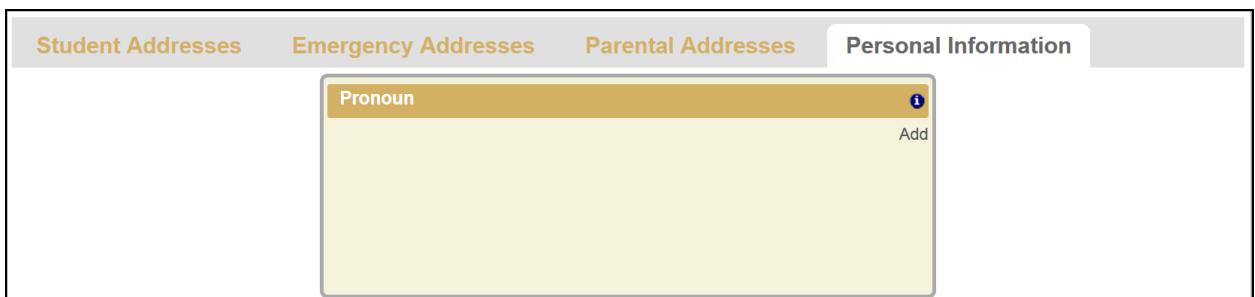 Student Addresses Emergency Addresses Parental Addresses Personal Information
Pronoun
Add